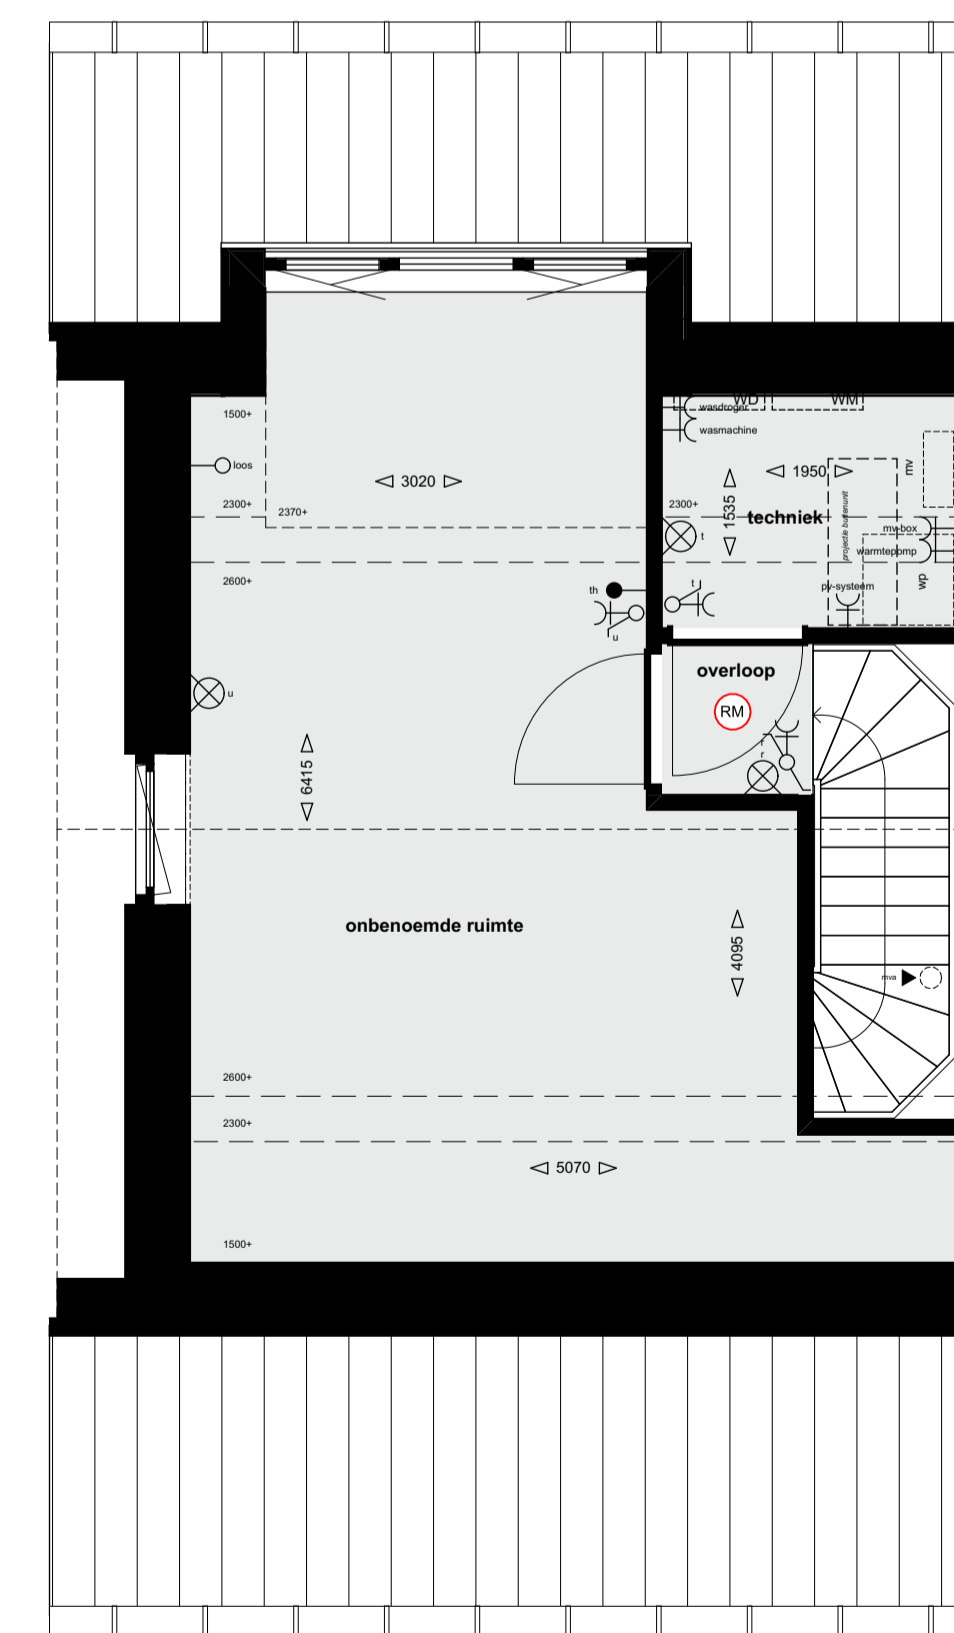 WD
WM
wasdroger
1500+
wasmachine
loos
mv
1950
3020
2300+
2300+
2370+
1535
techniek
projectie buitenunit
mv-box
t
warmtepomp
2600+
wp
t
pv-systeem
th
u
overloop
u
RM
r
r
6415
onbenoemde ruimte
4095
mva
2600+
2300+
5070
1500+